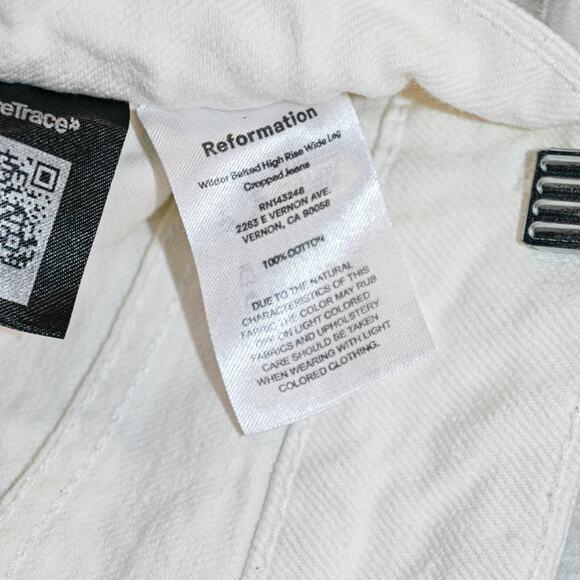 reTrace»
Reformation
Wilder Belted High Rise Wide Leg
Cropped Jeans
RN143248
2263 E VERNON AVE.
VERNON, CA 90058
100% COTTON
DUE TO THE NATURAL
CHARACTERISTICS OF THIS
FABRIC THE COLOR MAY RUB
OFF ON LIGHT COLORED
FABRICS AND UPHOLSTERY
CARE SHOULD BE TAKEN
WHEN WEARING WITH LIGHT
COLORED CLOTHING.